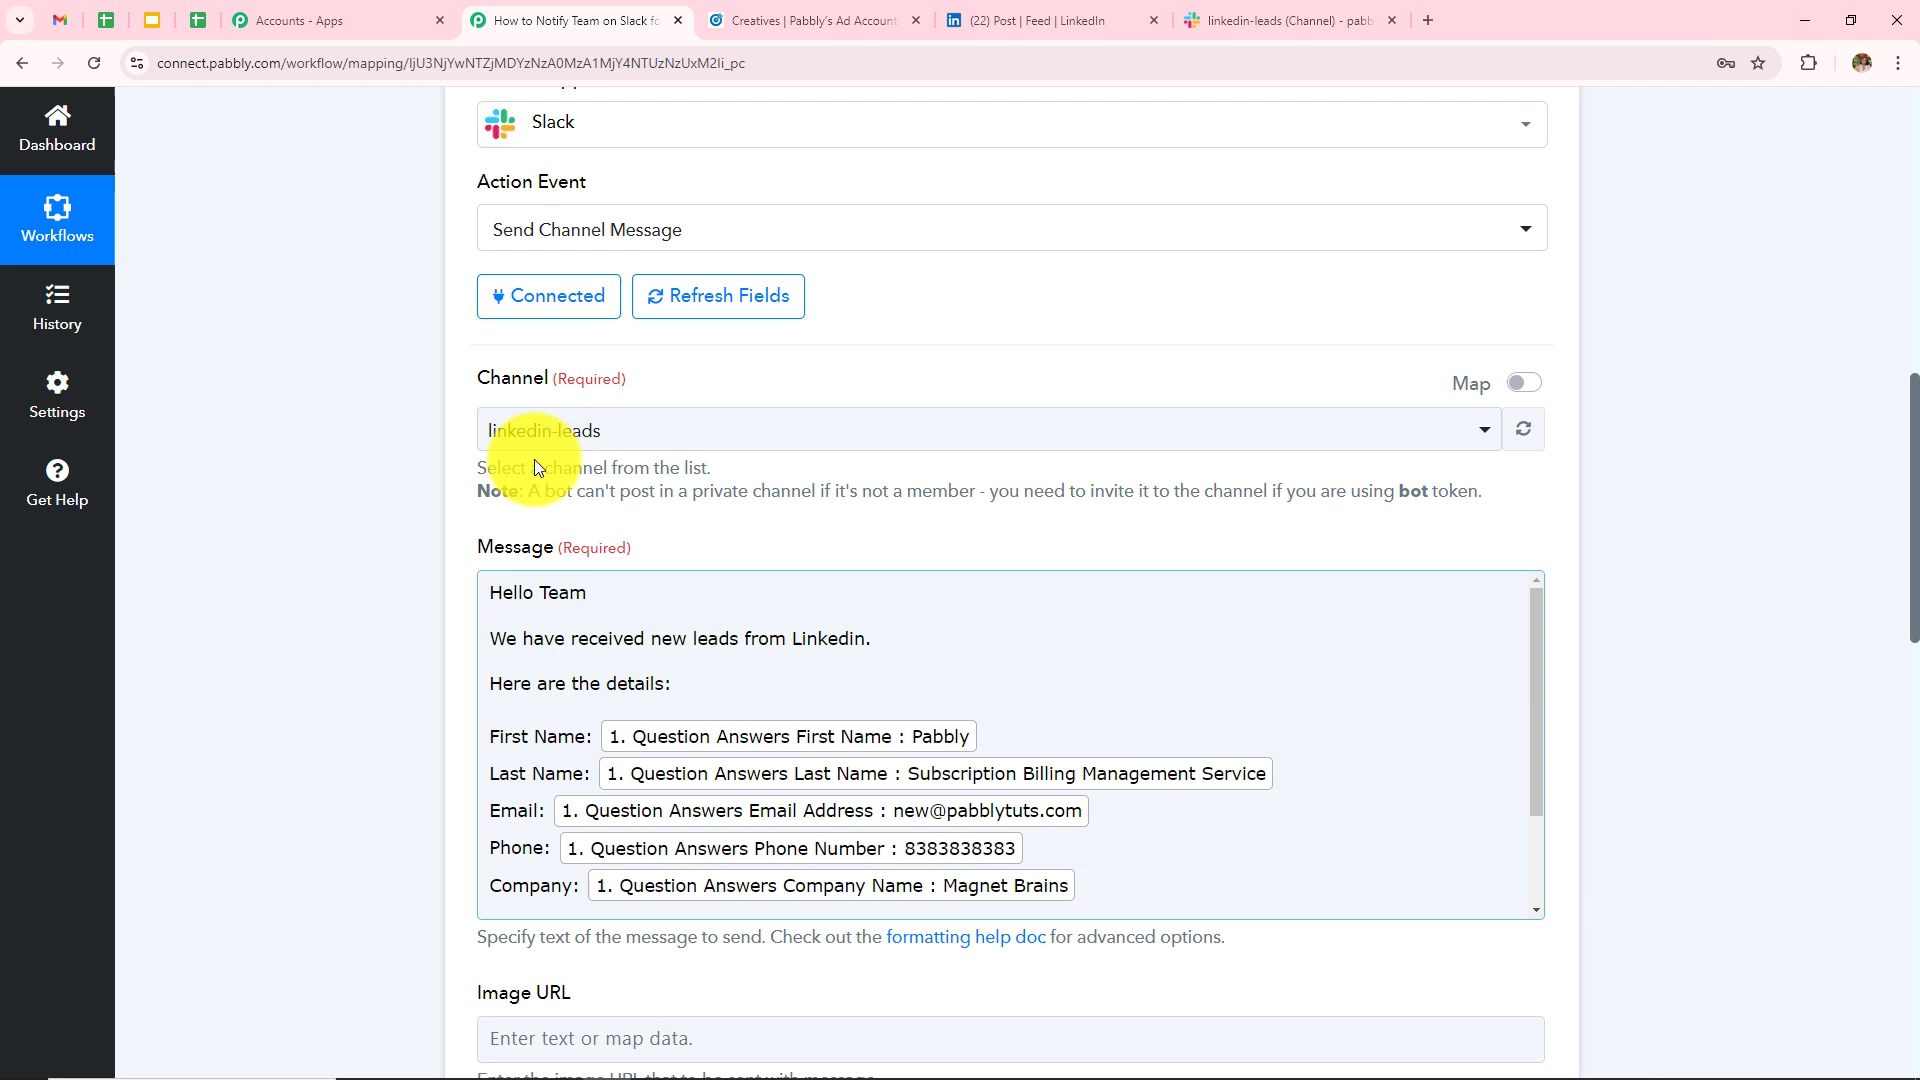 Accounts - Apps
How to Notify Team on Slack fo
Creatives | Pabbly's Ad Account
(22) Post | Feed | LinkedIn
linkedin-leads (Channel) - pabb
connect.pabbly.com/workflow/mapping/IjU3NjYwNTZjMDYzNzA0MzA1MjY4NTUzNzUxM2Ii_pc
Dashboard
Workflows
History
Settings
Get Help
Slack
Action Event
Send Channel Message
Connected
Refresh Fields
Channel (Required)
Map
linkedin-leads
Select a channel from the list.
Note: A bot can't post in a private channel if it's not a member - you need to invite it to the channel if you are using bot token.
Message (Required)
Hello Team
We have received new leads from Linkedin.
Here are the details:
First Name: 1. Question Answers First Name : Pabbly
Last Name: 1. Question Answers Last Name : Subscription Billing Management Service
Email: 1. Question Answers Email Address : new@pabblytuts.com
Phone: 1. Question Answers Phone Number : 8383838383
Company: 1. Question Answers Company Name : Magnet Brains
Specify text of the message to send. Check out the formatting help doc for advanced options.
Image URL
Enter text or map data.
Enter the image URL that to be sent with message